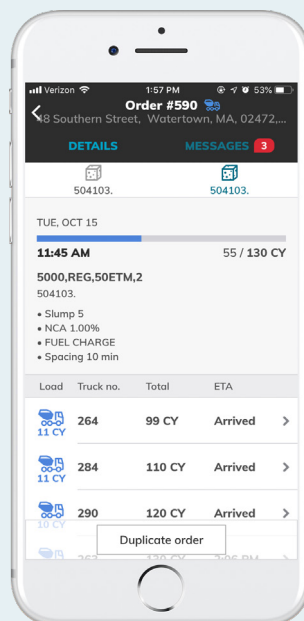 Verizon 1:57 PM 53%
Order #590
48 Southern Street, Watertown, MA, 02472,...
DETAILS MESSAGES 3
504103. 504103.
TUE, OCT 15
11:45 AM 55 / 130 CY
5000,REG,50ETM,2
504103.
• Slump 5
• NCA 1.00%
• FUEL CHARGE
• Spacing 10 min
Load Truck no. Total ETA
264 99 CY Arrived
11 CY
284 110 CY Arrived
11 CY
290 120 CY Arrived
10 CY
Duplicate order